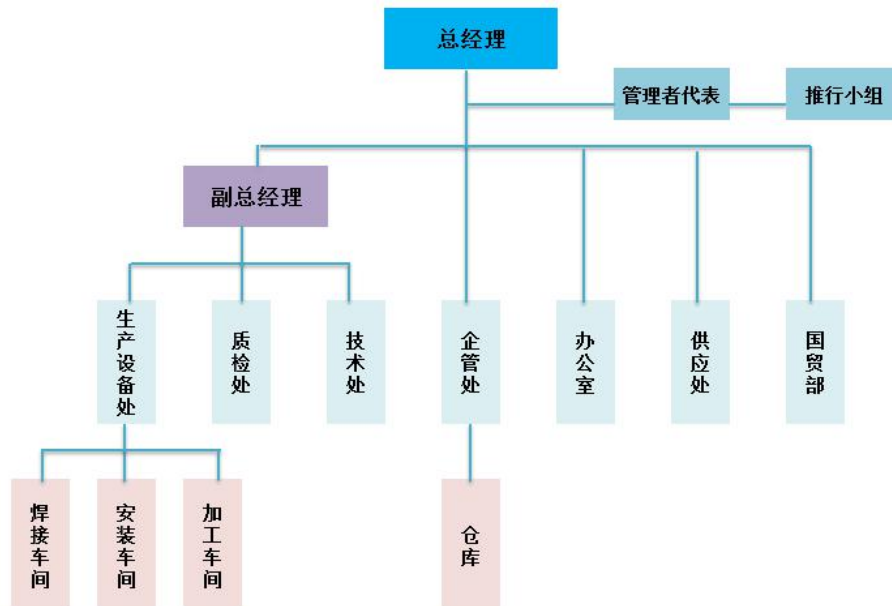 总经理
管理者代表
推行小组
副总经理
生产设备处
质检处
技术处
企管处
办公室
供应处
国贸部
焊接车间
安装车间
加工车间
仓库